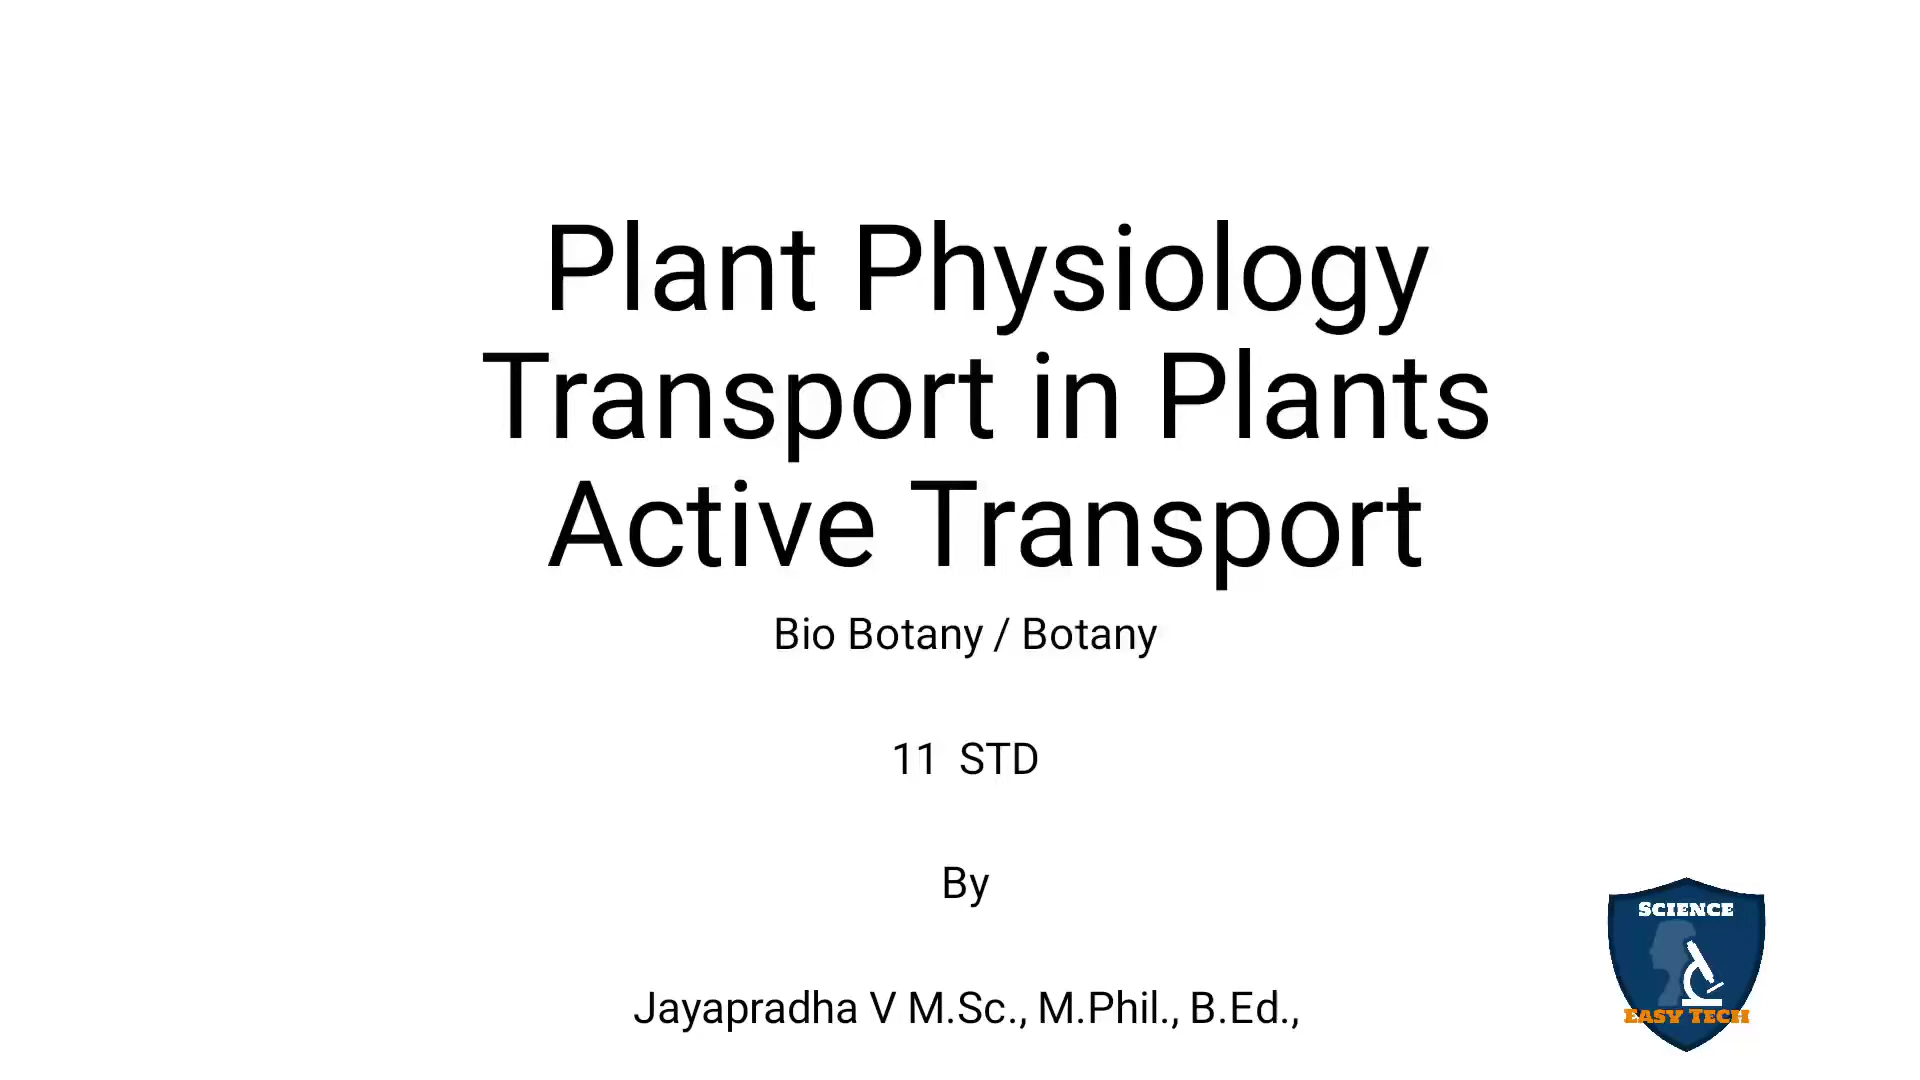 Plant Physiology
Transport in Plants
Active Transport
Bio Botany / Botany
11 STD
By
Jayapradha V M.Sc., M.Phil., B.Ed.,
SCIENCE
EASY TECH